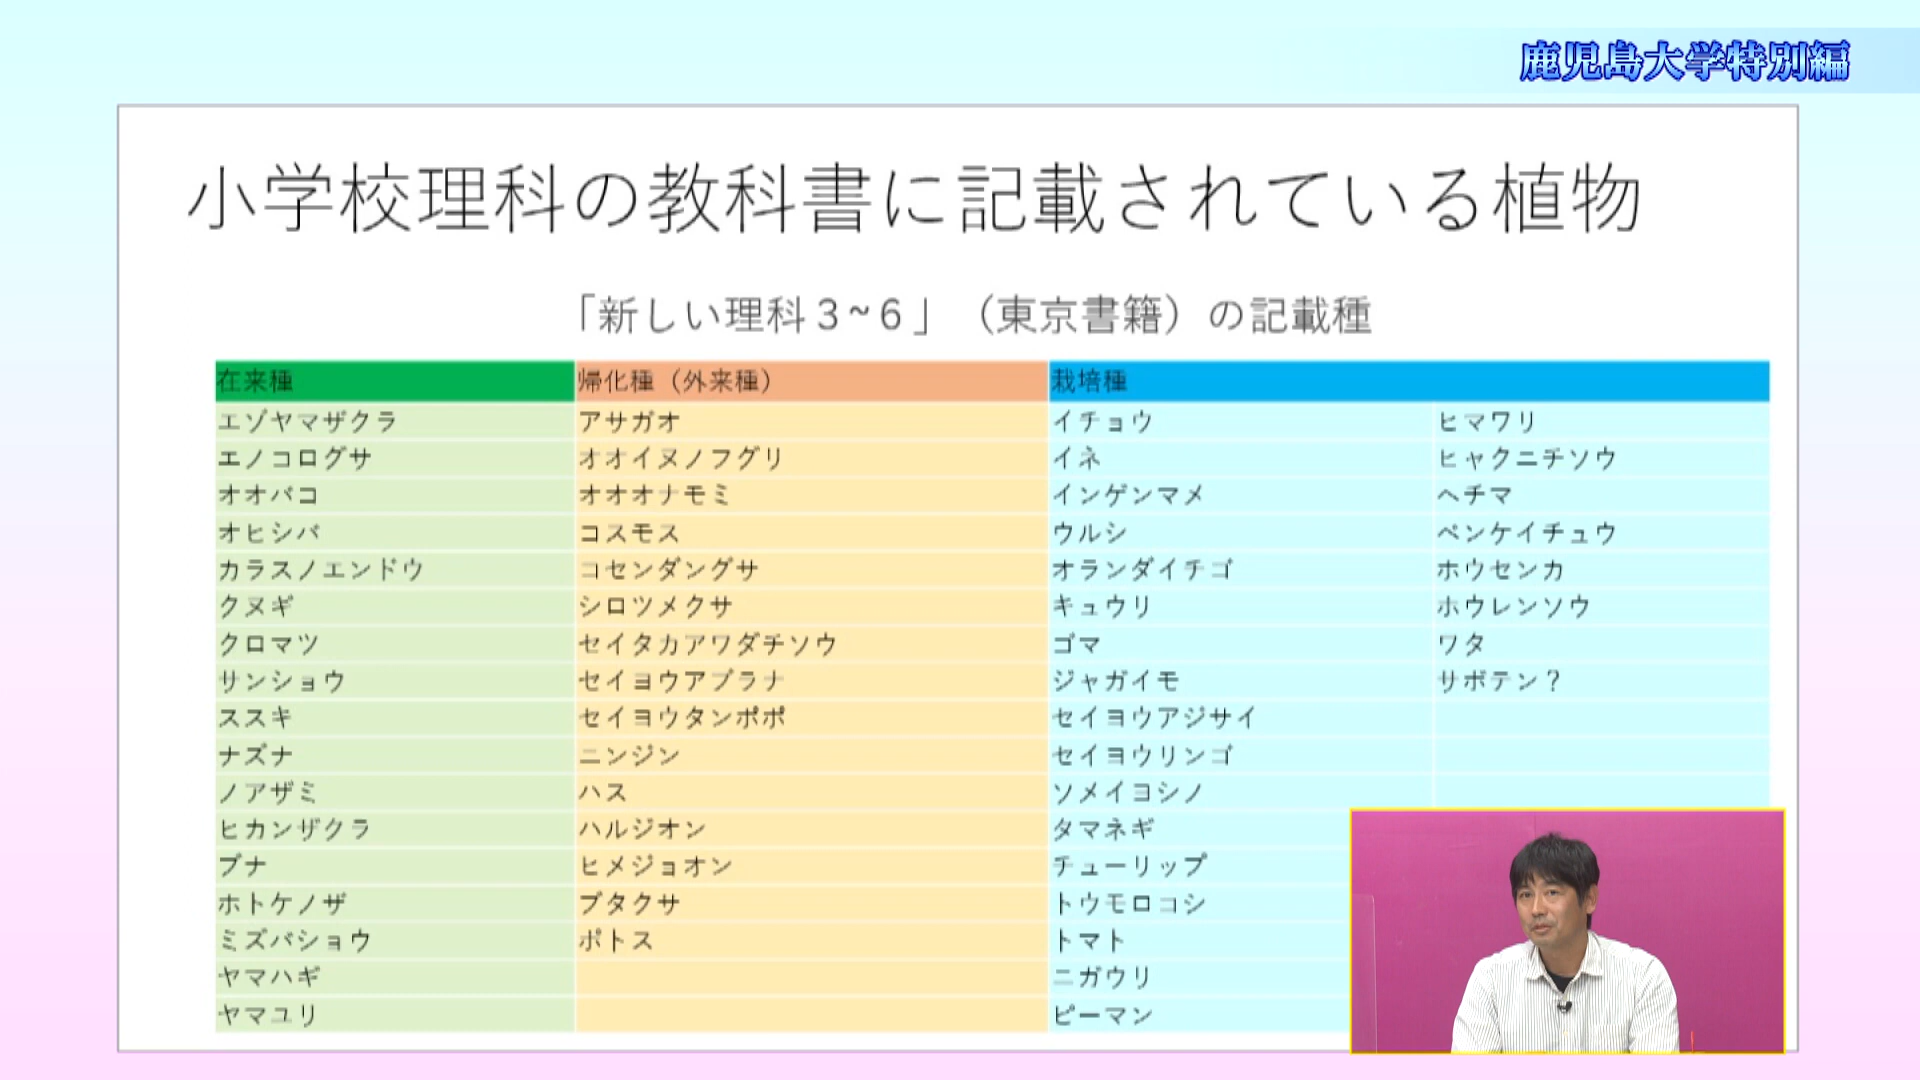 鹿児島大学特別編
小学校理科の教科書に記載されている植物
「新しい理科３~６」（東京書籍）の記載種
在来種 帰化種（外来種） 栽培種
エゾヤマザクラ アサガオ イチョウ ヒマワリ
エノコログサ オオイヌノフグリ イネ ヒャクニチソウ
オオバコ オオオナモミ インゲンマメ ヘチマ
オヒシバ コスモス ウルシ ベンケイチュウ
カラスノエンドウ コセンダングサ オランダイチゴ ホウセンカ
クヌギ シロツメクサ キュウリ ホウレンソウ
クロマツ セイタカアワダチソウ ゴマ ワタ
サンショウ セイヨウアブラナ ジャガイモ サボテン？
ススキ セイヨウタンポポ セイヨウアジサイ
ナズナ ニンジン セイヨウリンゴ
ノアザミ ハス ソメイヨシノ
ヒカンザクラ ハルジオン タマネギ
ブナ ヒメジョオン チューリップ
ホトケノザ ブタクサ トウモロコシ
ミズバショウ ポトス トマト
ヤマハギ ニガウリ
ヤマユリ ピーマン